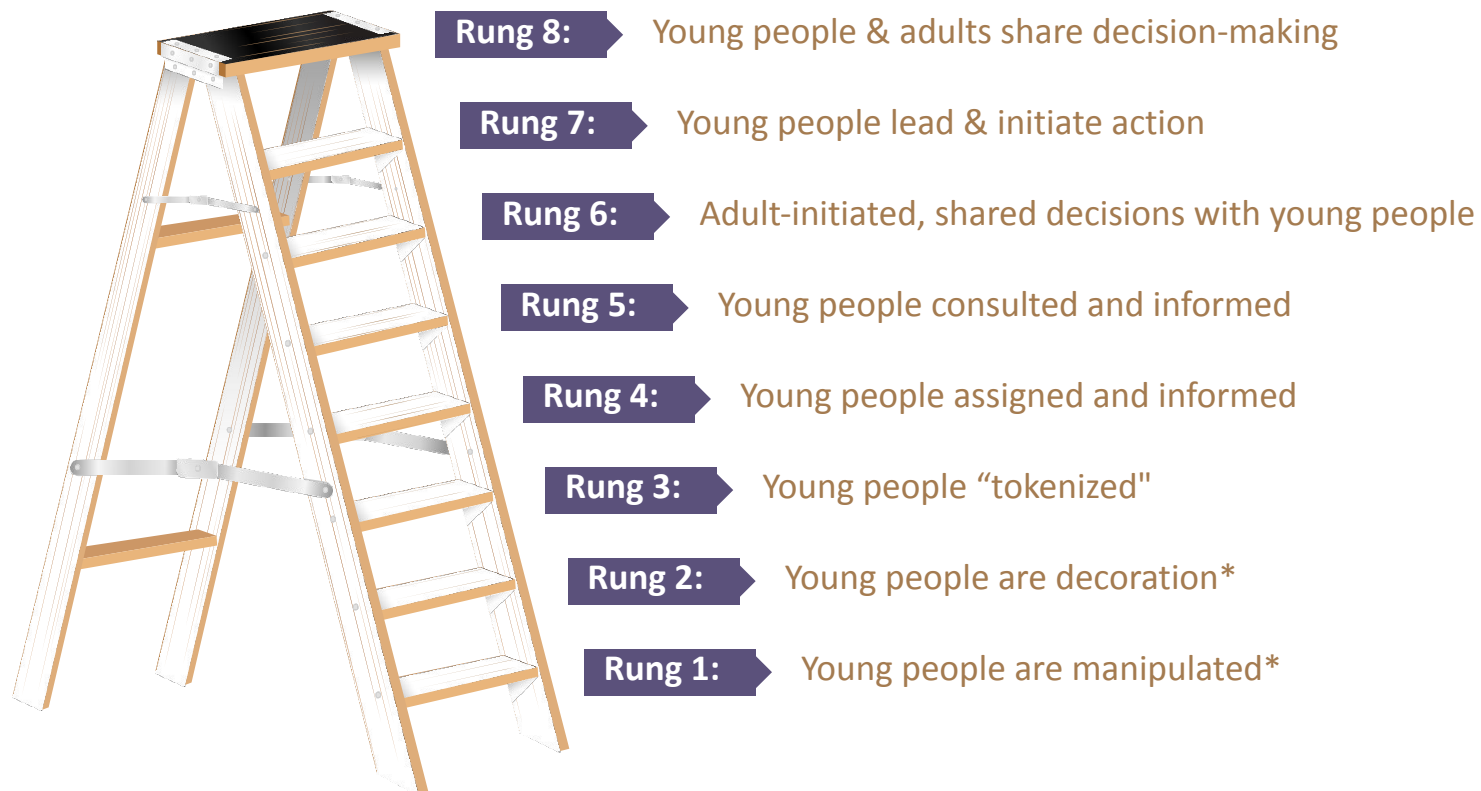 Rung 8: Young people & adults share decision-making
Rung 7: Young people lead & initiate action
Rung 6: Adult-initiated, shared decisions with young people
Rung 5: Young people consulted and informed
Rung 4: Young people assigned and informed
Rung 3: Young people “tokenized"
Rung 2: Young people are decoration*
Rung 1: Young people are manipulated*